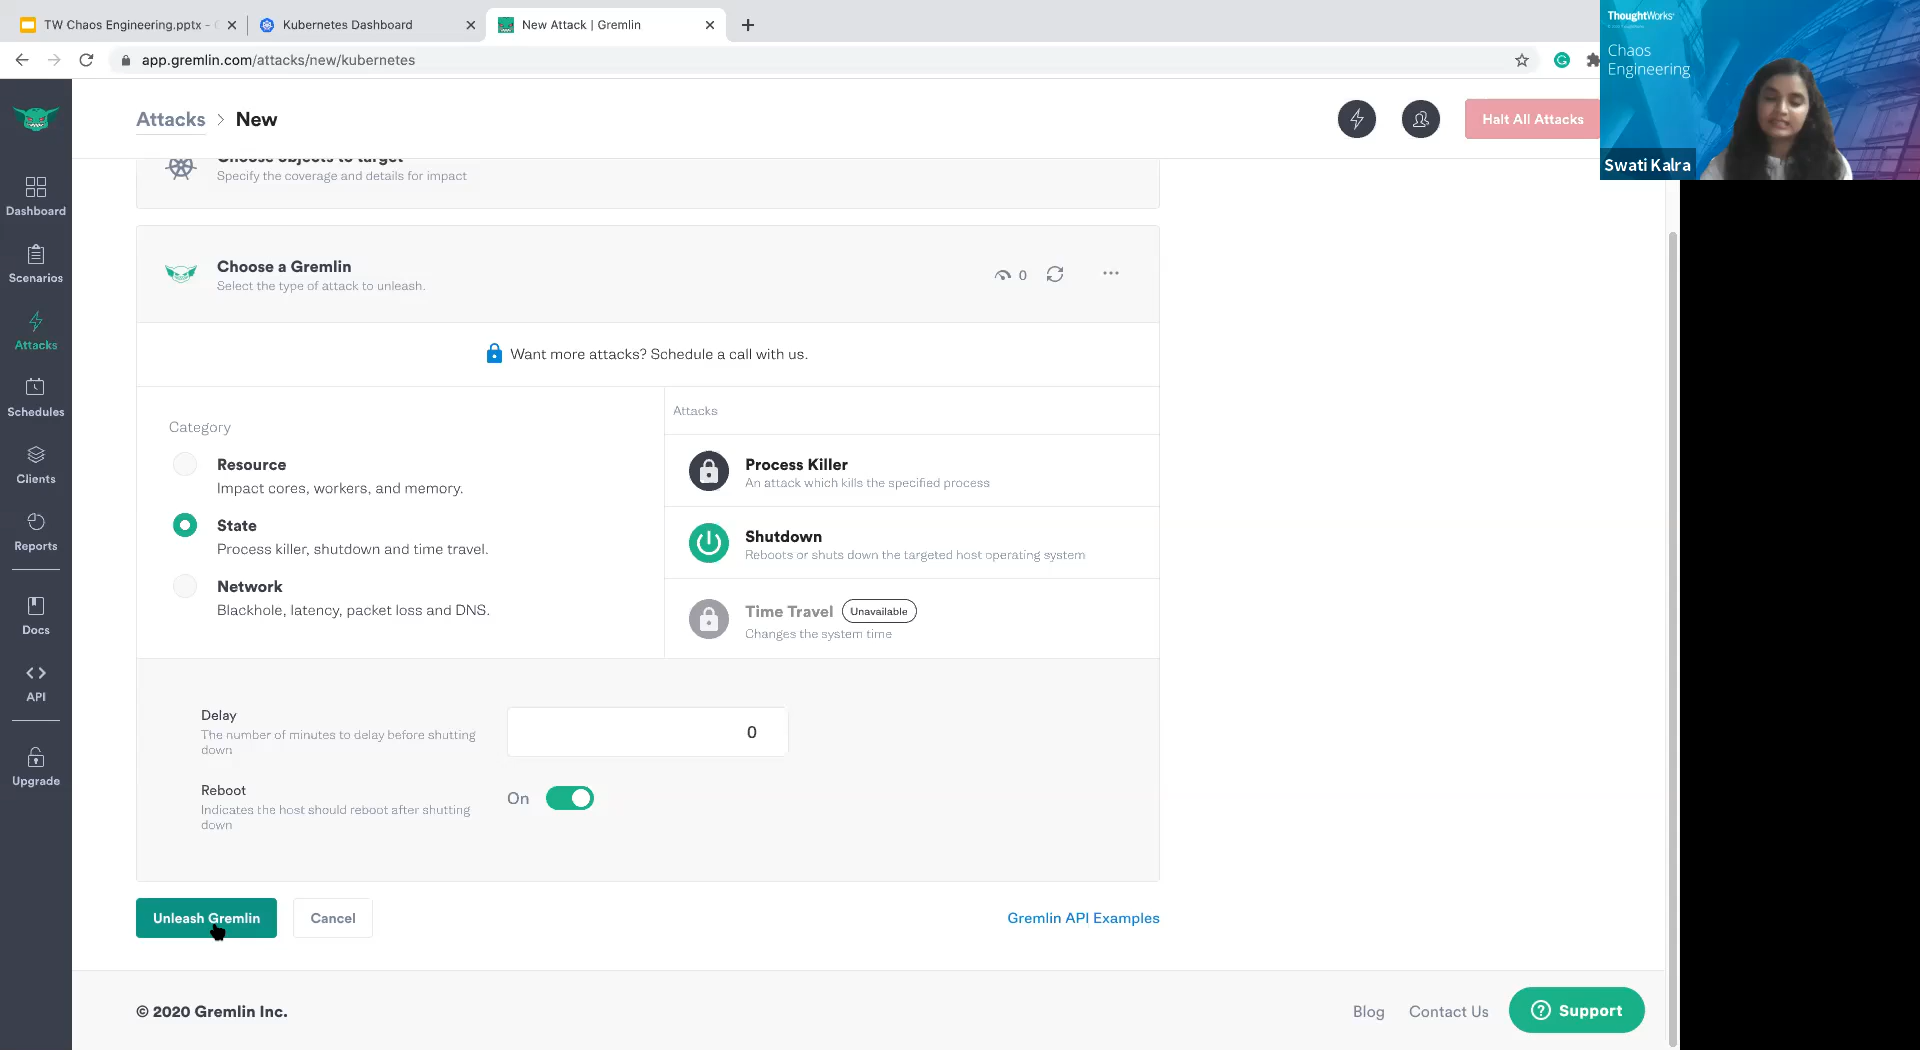 TW Chaos Engineering.pptx -
Kubernetes Dashboard
New Attack | Gremlin
app.gremlin.com/attacks/new/kubernetes
ThoughtWorks
Chaos
Engineering
Swati Kalra
Attacks > New
Halt All Attacks
Dashboard
Scenarios
Attacks
Schedules
Clients
Reports
Docs
API
Upgrade
Choose objects to target
Specify the coverage and details for impact
Choose a Gremlin
Select the type of attack to unleash.
0
Want more attacks? Schedule a call with us.
Category
Resource
Impact cores, workers, and memory.
State
Process killer, shutdown and time travel.
Network
Blackhole, latency, packet loss and DNS.
Attacks
Process Killer
An attack which kills the specified process
Shutdown
Reboots or shuts down the targeted host operating system
Time Travel Unavailable
Changes the system time
Delay
The number of minutes to delay before shutting
down
0
Reboot
Indicates the host should reboot after shutting
down
On
Unleash Gremlin
Cancel
Gremlin API Examples
© 2020 Gremlin Inc.
Blog
Contact Us
Support